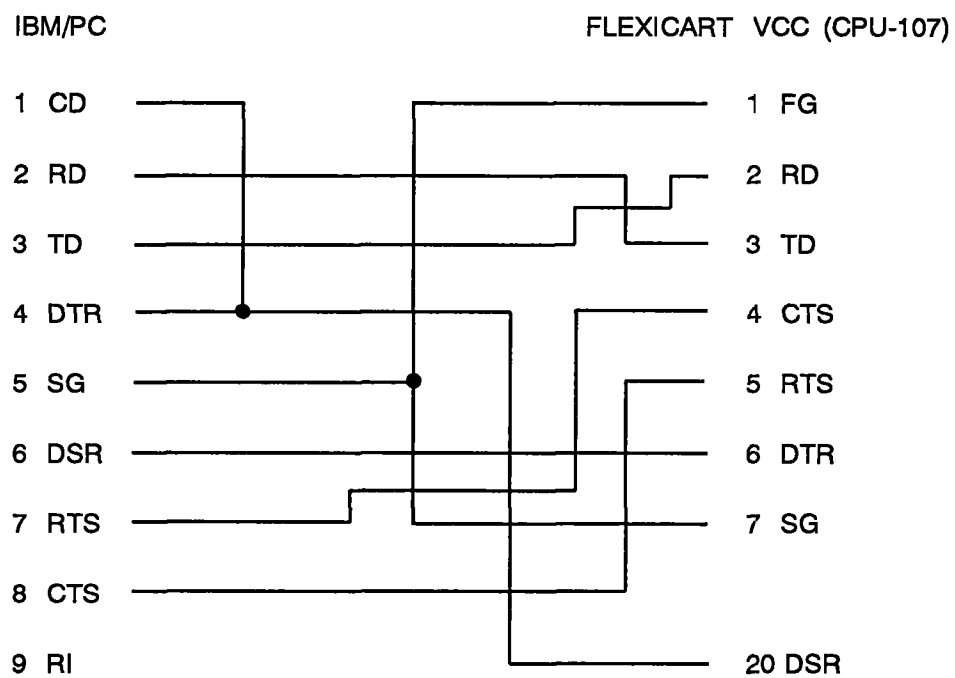 IBM/PC FLEXICART VCC (CPU-107)
1 CD 1 FG
2 RD 2 RD
3 TD 3 TD
4 DTR 4 CTS
5 SG 5 RTS
6 DSR 6 DTR
7 RTS 7 SG
8 CTS
9 RI 20 DSR